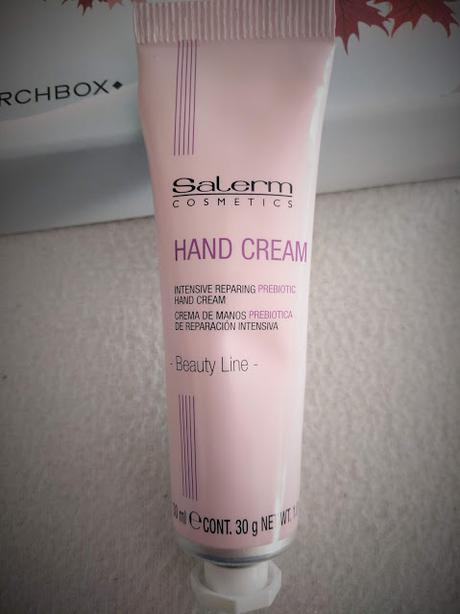 RCHBOX
Salerm
COSMETICS
HAND CREAM
INTENSIVE REPARING PREBIOTIC
HAND CREAM
CREMA DE MANOS PREBIOTICA
DE REPARACIÓN INTENSIVA
- Beauty Line -
ml ℮ CONT. 30 g NET WT.